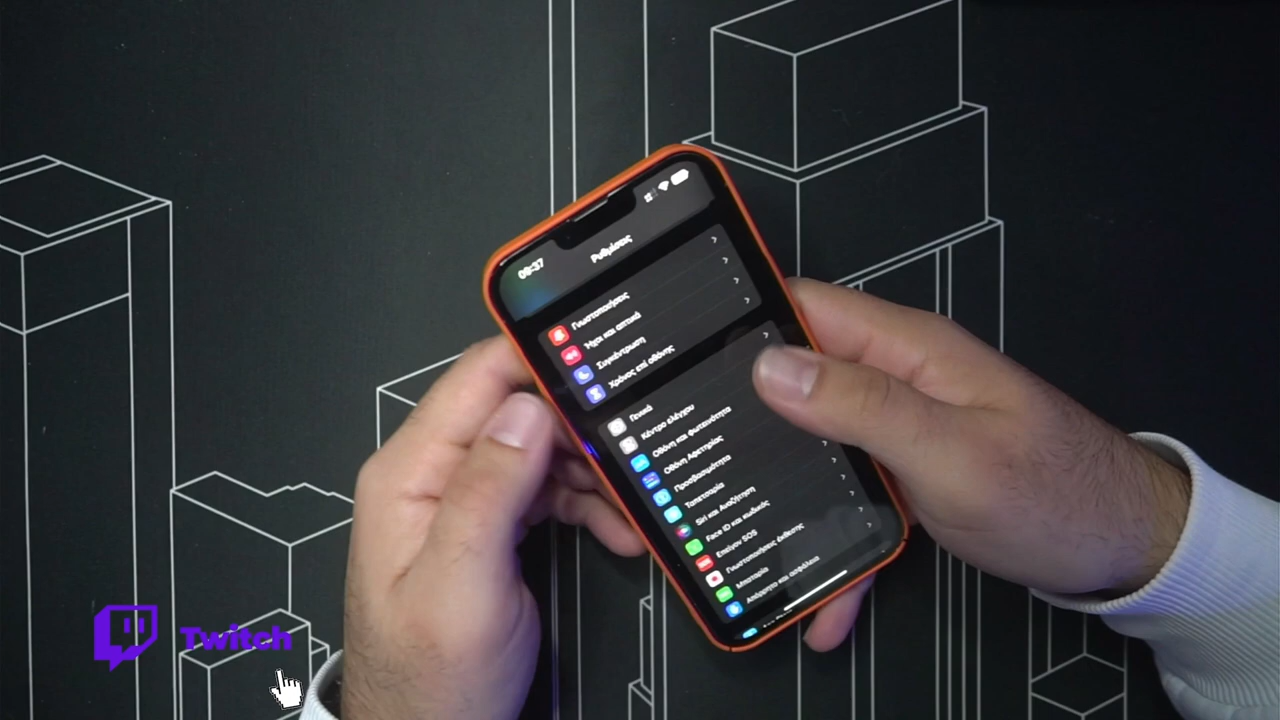 09:37
Ρυθμίσεις
Γνωστοποιήσεις
Ήχοι και απτικά
Συγκέντρωση
Χρόνος επί οθόνης
Γενικά
Κέντρο ελέγχου
Οθόνη και φωτεινότητα
Οθόνη Αφετηρίας
Προσβασιμότητα
Ταπετσαρία
Siri και Αναζήτηση
Face ID και κωδικός
Επείγον SOS
Γνωστοποιήσεις έκθεσης
Μπαταρία
Απόρρητο και ασφάλεια
Twitch